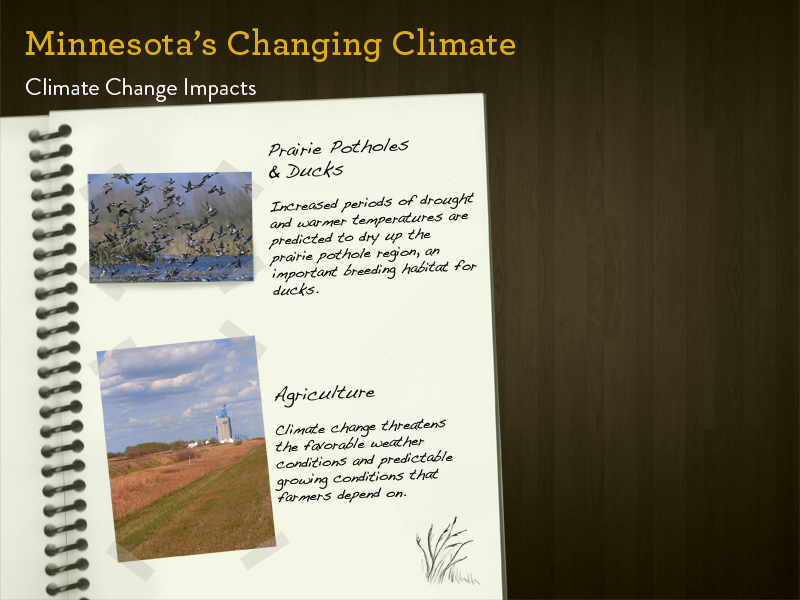 Minnesota’s Changing Climate
Climate Change Impacts
Prairie Potholes
& Ducks
Increased periods of drought
and warmer temperatures are
predicted to dry up the
prairie pothole region, an
important breeding habitat for
ducks.
Agriculture
Climate change threatens
the favorable weather
conditions and predictable
growing conditions that
farmers depend on.